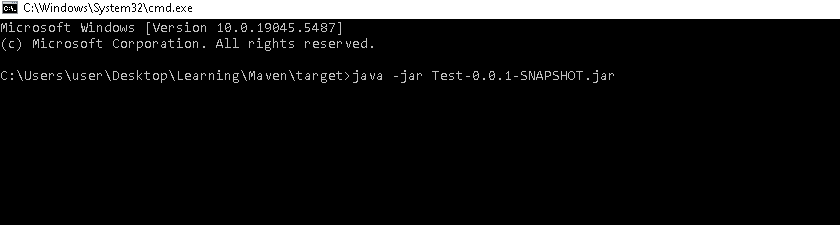 C:\Windows\System32\cmd.exe
Microsoft Windows [Version 10.0.19045.5487]
(c) Microsoft Corporation. All rights reserved.
C:\Users\user\Desktop\Learning\Maven\target>java -jar Test-0.0.1-SNAPSHOT.jar